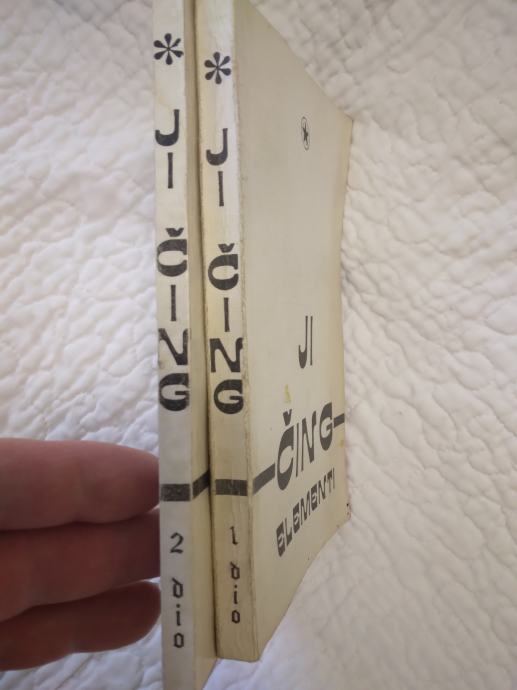 * JI ČING 2 dio
* JI ČING 1 dio
JI
ČING
ELEMENTI